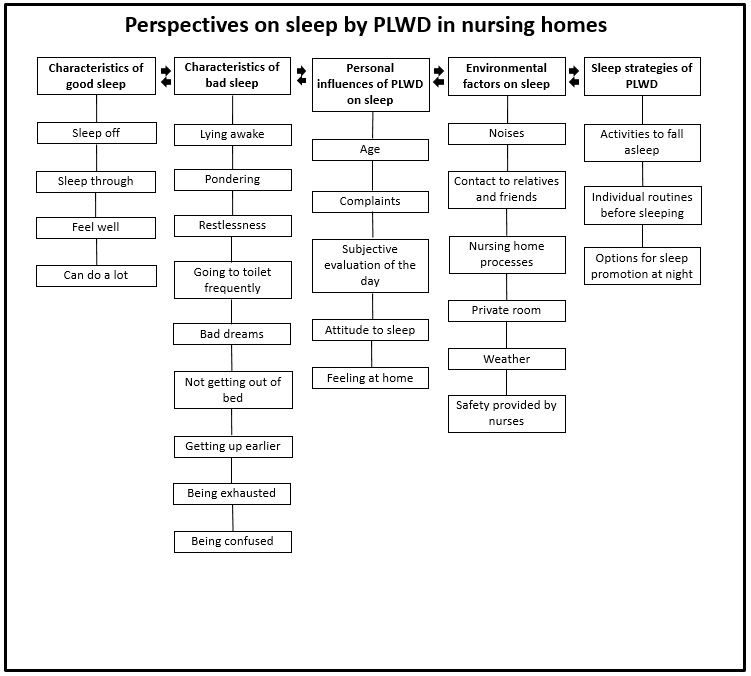 Perspectives on sleep by PLWD in nursing homes
Characteristics of
good sleep
Sleep off
Sleep through
Feel well
Can do a lot
Characteristics of
bad sleep
Lying awake
Pondering
Restlessness
Going to toilet
frequently
Bad dreams
Not getting out of
bed
Getting up earlier
Being exhausted
Being confused
Personal
influences of PLWD
on sleep
Age
Complaints
Subjective
evaluation of the
day
Attitude to sleep
Feeling at home
Environmental
factors on sleep
Noises
Contact to relatives
and friends
Nursing home
processes
Private room
Weather
Safety provided by
nurses
Sleep strategies of
PLWD
Activities to fall
asleep
Individual routines
before sleeping
Options for sleep
promotion at night